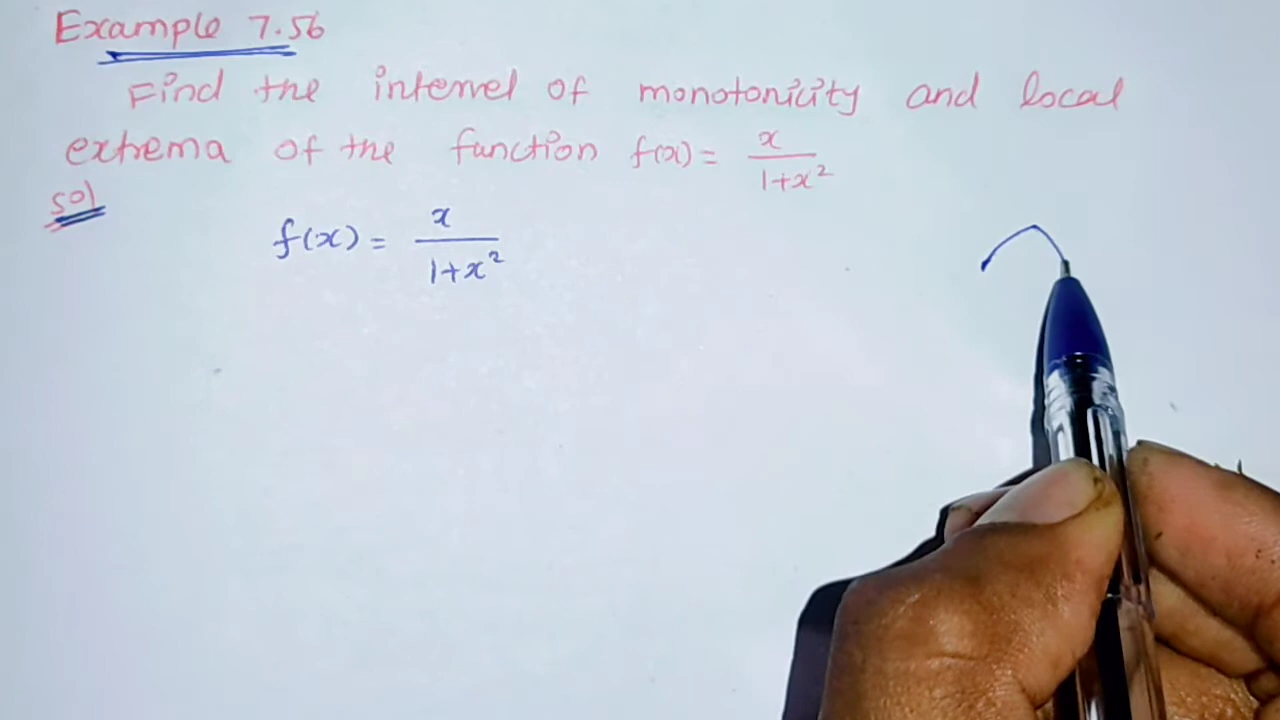 Example 7.56
Find the intervel of monotonicity and local
extrema of the function f(x) = x / 1+x²
sol
f(x) = x / 1+x²